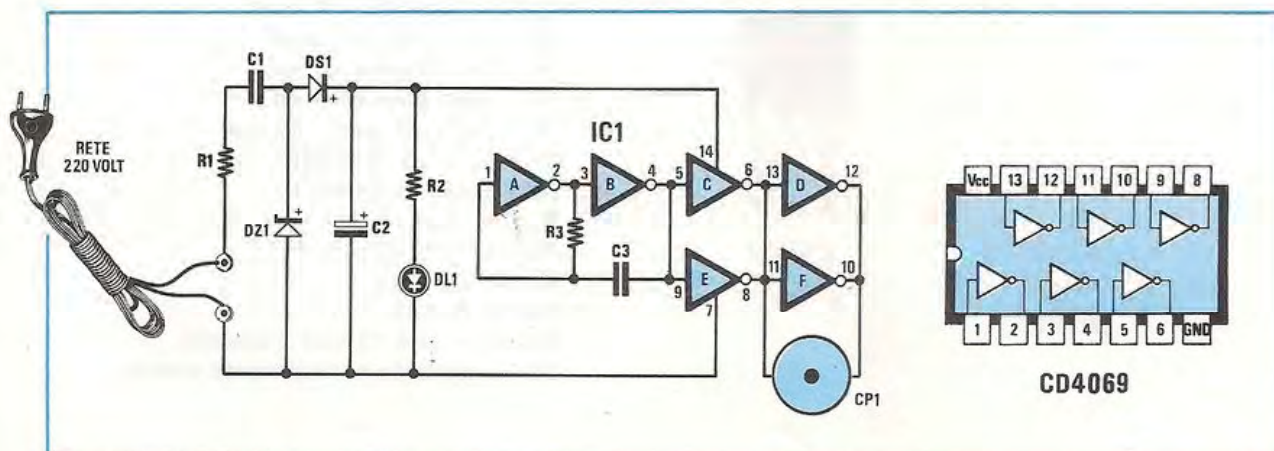 C1
DS1
+
RETE
220 VOLT
R1
DZ1
+
+
C2
R2
DL1
IC1
1
A
2
3
B
4
5
14
C
6
13
D
12
R3
C3
9
E
7
8
11
F
10
CP1
Vcc 13 12 11 10 9 8
1 2 3 4 5 6 GND
CD4069